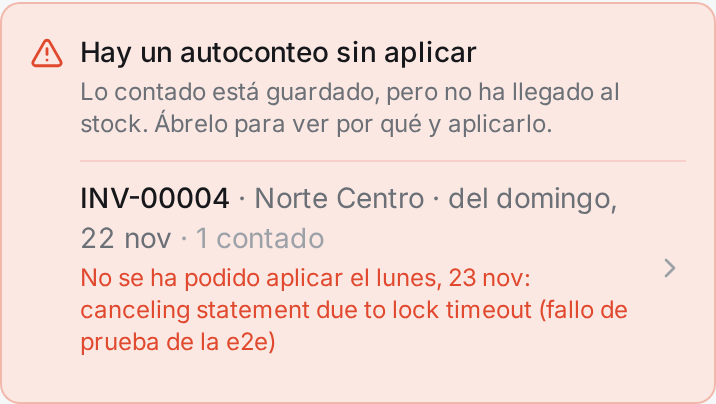 Hay un autoconteo sin aplicar
Lo contado está guardado, pero no ha llegado al
stock. Ábrelo para ver por qué y aplicarlo.
INV-00004 · Norte Centro · del domingo,
22 nov · 1 contado
No se ha podido aplicar el lunes, 23 nov:
canceling statement due to lock timeout (fallo de
prueba de la e2e)